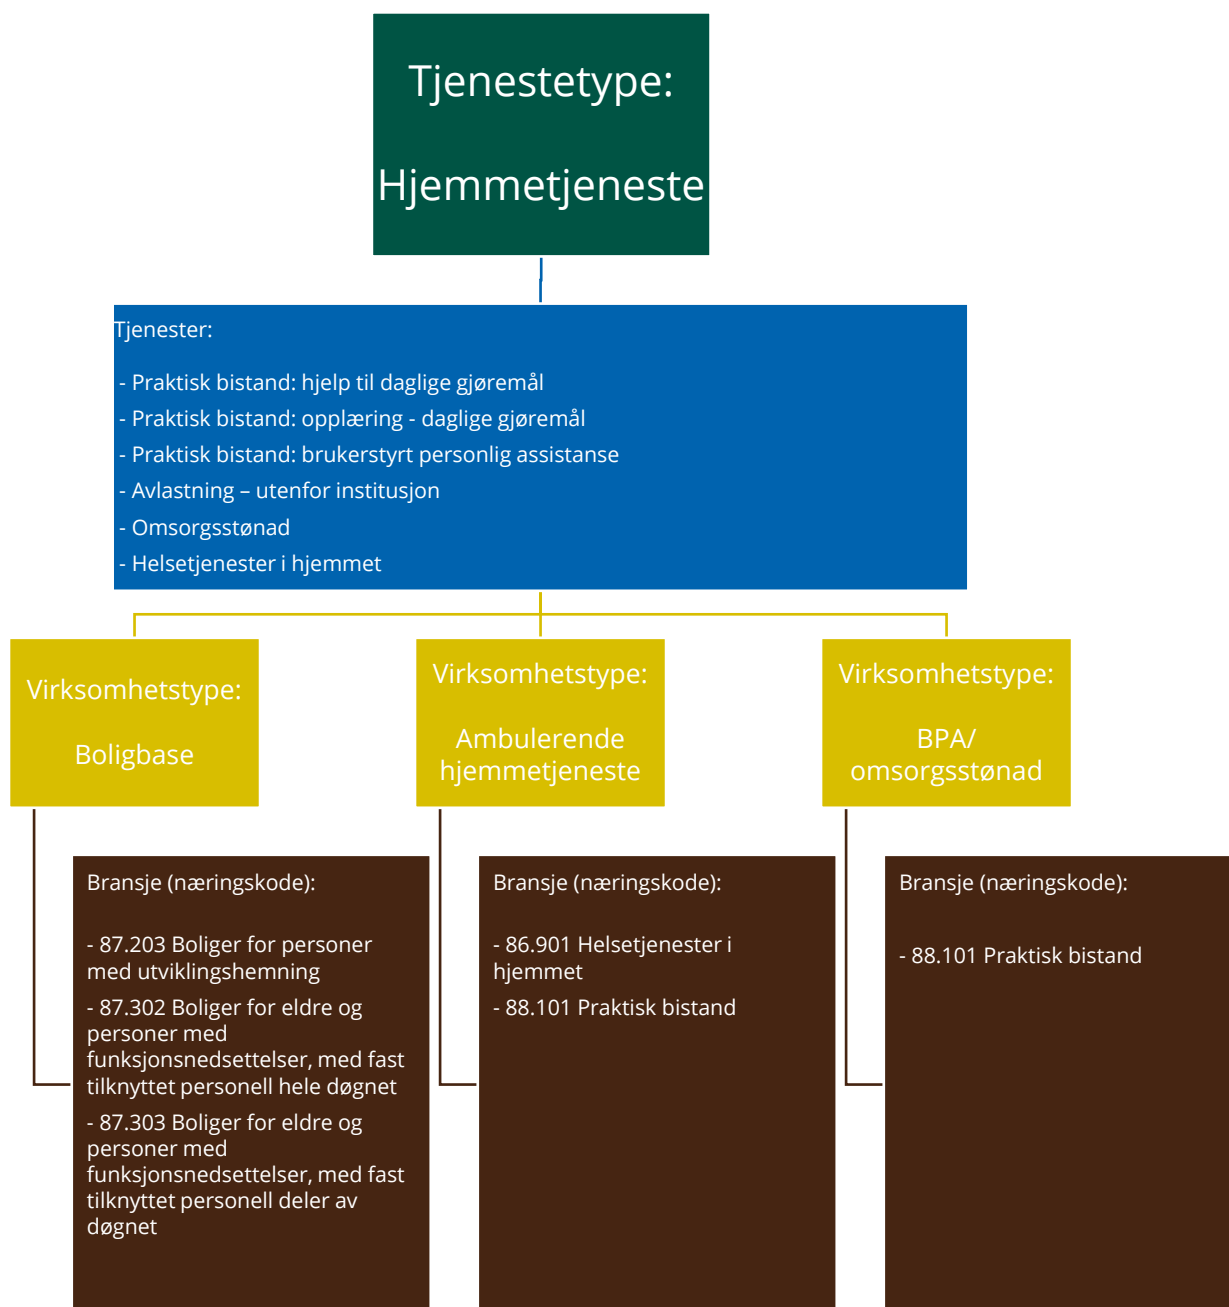 Tjenestetype:
Hjemmetjeneste
Tjenester:
- Praktisk bistand: hjelp til daglige gjøremål
- Praktisk bistand: opplæring - daglige gjøremål
- Praktisk bistand: brukerstyrt personlig assistanse
- Avlastning – utenfor institusjon
- Omsorgsstønad
- Helsetjenester i hjemmet
Virksomhetstype:
Boligbase
Virksomhetstype:
Ambulerende
hjemmetjeneste
Virksomhetstype:
BPA/
omsorgsstønad
Bransje (næringskode):
- 87.203 Boliger for personer
med utviklingshemning
- 87.302 Boliger for eldre og
personer med
funksjonsnedsettelser, med fast
tilknyttet personell hele døgnet
- 87.303 Boliger for eldre og
personer med
funksjonsnedsettelser, med fast
tilknyttet personell deler av
døgnet
Bransje (næringskode):
- 86.901 Helsetjenester i
hjemmet
- 88.101 Praktisk bistand
Bransje (næringskode):
- 88.101 Praktisk bistand